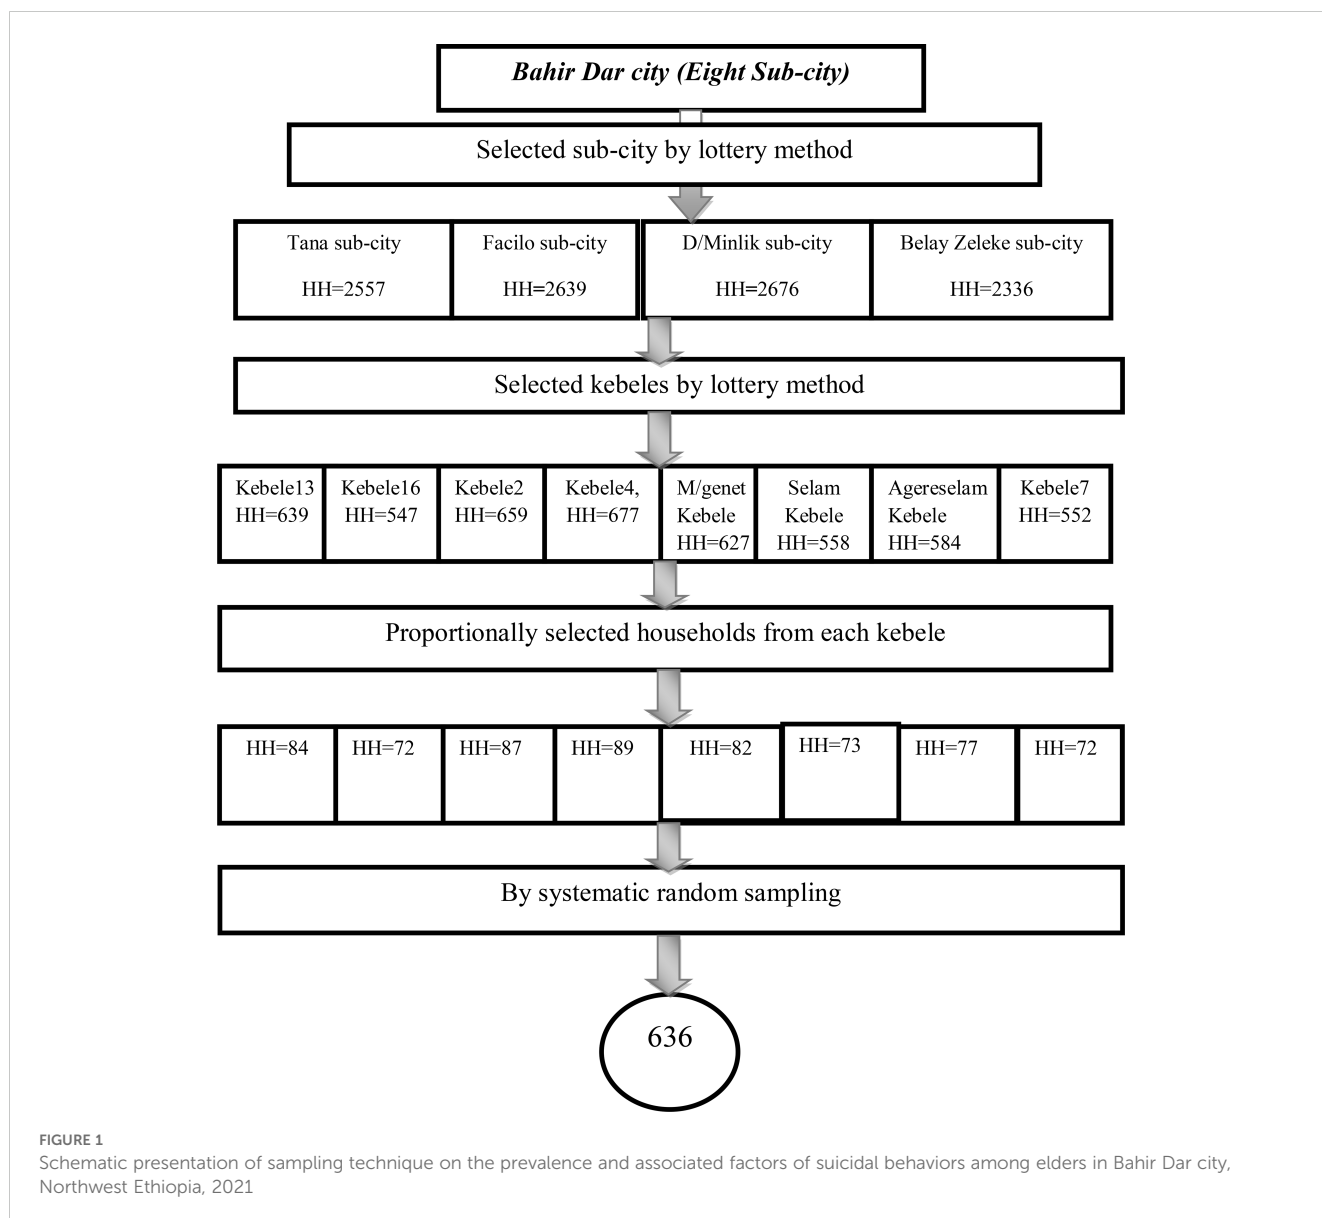 Bahir Dar city (Eight Sub-city)
Selected sub-city by lottery method
Tana sub-city
HH=2557
Facilo sub-city
HH=2639
D/Minlik sub-city
HH=2676
Belay Zeleke sub-city
HH=2336
Selected kebeles by lottery method
Kebele13
HH=639
Kebele16
HH=547
Kebele2
HH=659
Kebele4,
HH=677
M/genet
Kebele
HH=627
Selam
Kebele
HH=558
Agereselam
Kebele
HH=584
Kebele7
HH=552
Proportionally selected households from each kebele
HH=84
HH=72
HH=87
HH=89
HH=82
HH=73
HH=77
HH=72
By systematic random sampling
636
FIGURE 1
Schematic presentation of sampling technique on the prevalence and associated factors of suicidal behaviors among elders in Bahir Dar city,
Northwest Ethiopia, 2021